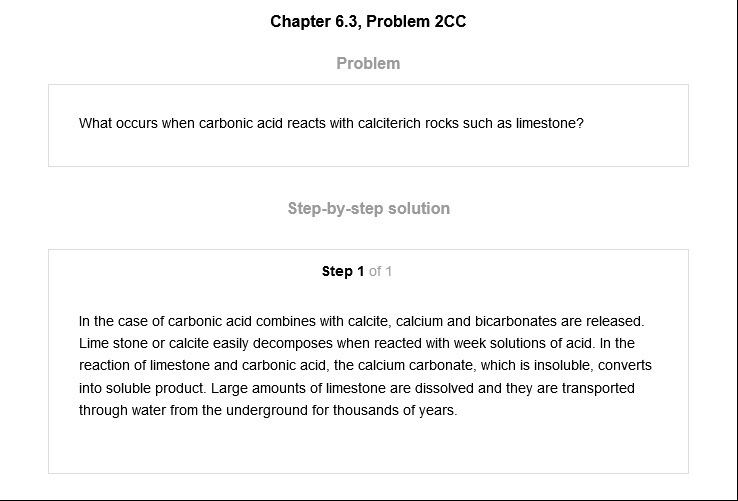 Chapter 6.3, Problem 2CC
Problem
What occurs when carbonic acid reacts with calciterich rocks such as limestone?
Step-by-step solution
Step 1 of 1
In the case of carbonic acid combines with calcite, calcium and bicarbonates are released.
Lime stone or calcite easily decomposes when reacted with week solutions of acid. In the
reaction of limestone and carbonic acid, the calcium carbonate, which is insoluble, converts
into soluble product. Large amounts of limestone are dissolved and they are transported
through water from the underground for thousands of years.